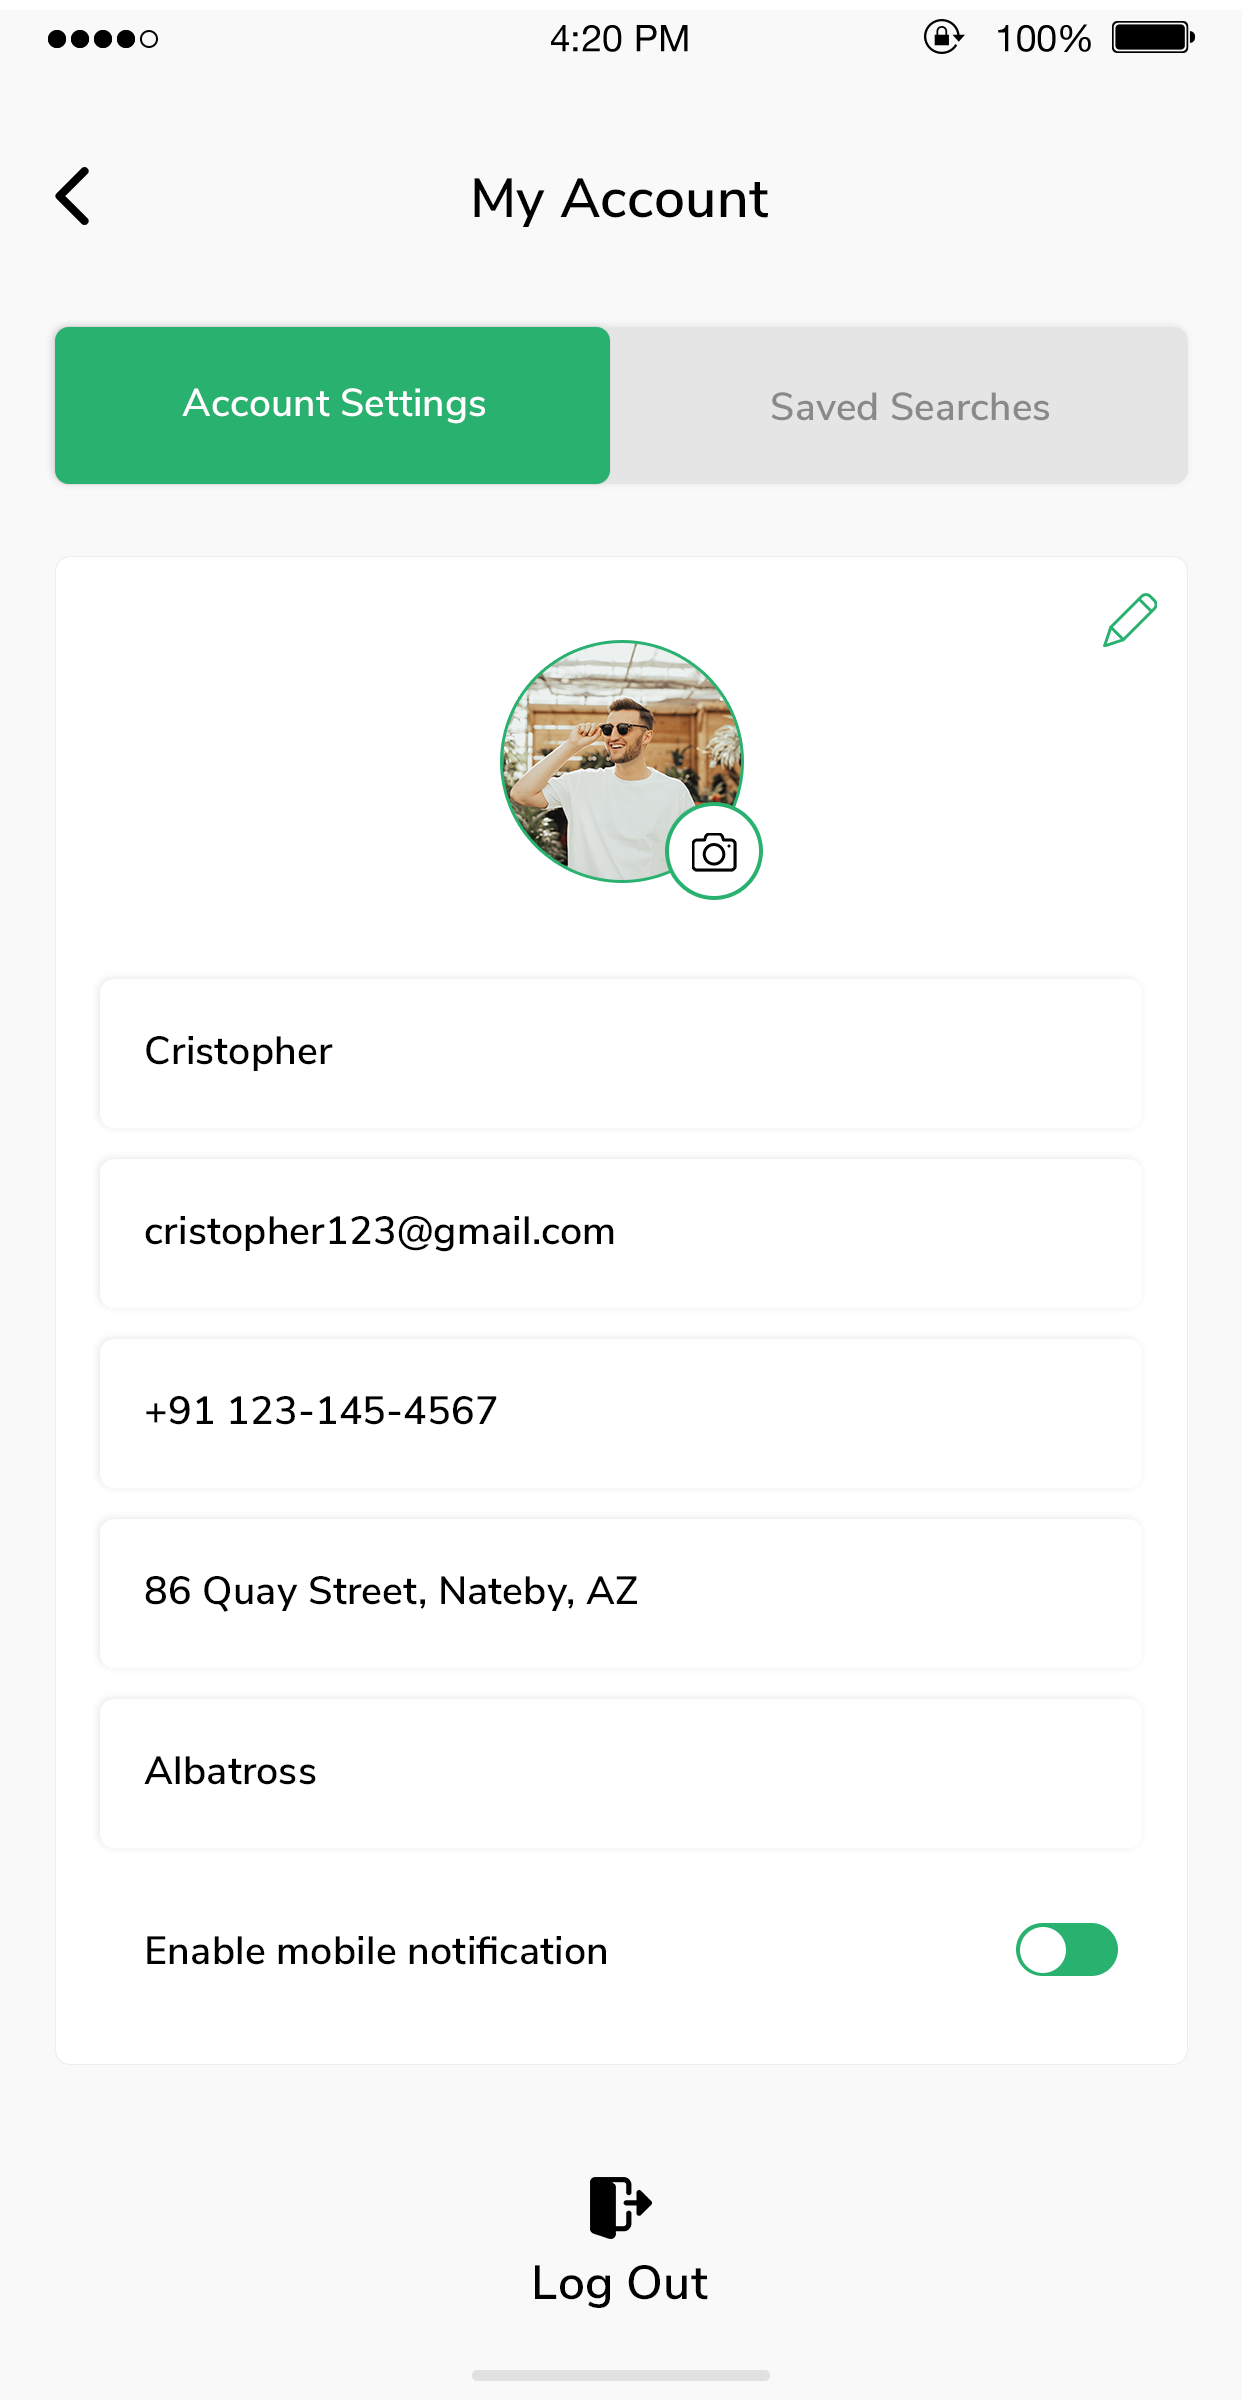 4:20 PM 100%
My Account
Account Settings
Saved Searches
Cristopher
cristopher123@gmail.com
+91 123-145-4567
86 Quay Street, Nateby, AZ
Albatross
Enable mobile notification
Log Out